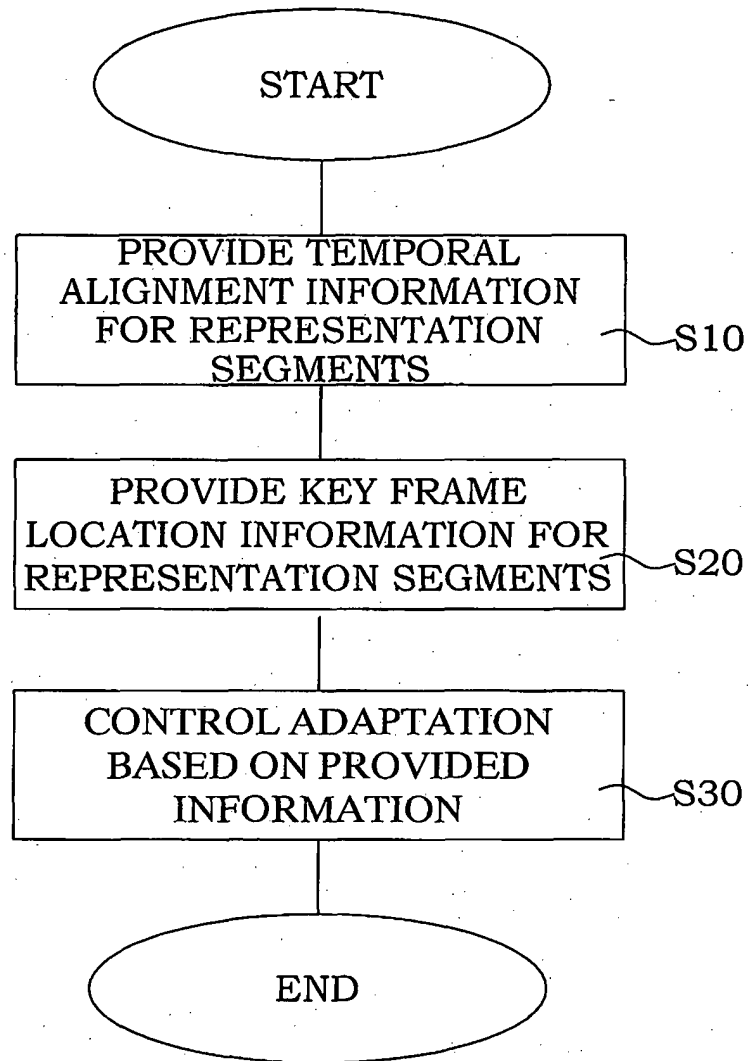 START
PROVIDE TEMPORAL
ALIGNMENT INFORMATION
FOR REPRESENTATION
SEGMENTS
S10
PROVIDE KEY FRAME
LOCATION INFORMATION FOR
REPRESENTATION SEGMENTS
S20
CONTROL ADAPTATION
BASED ON PROVIDED
INFORMATION
S30
END